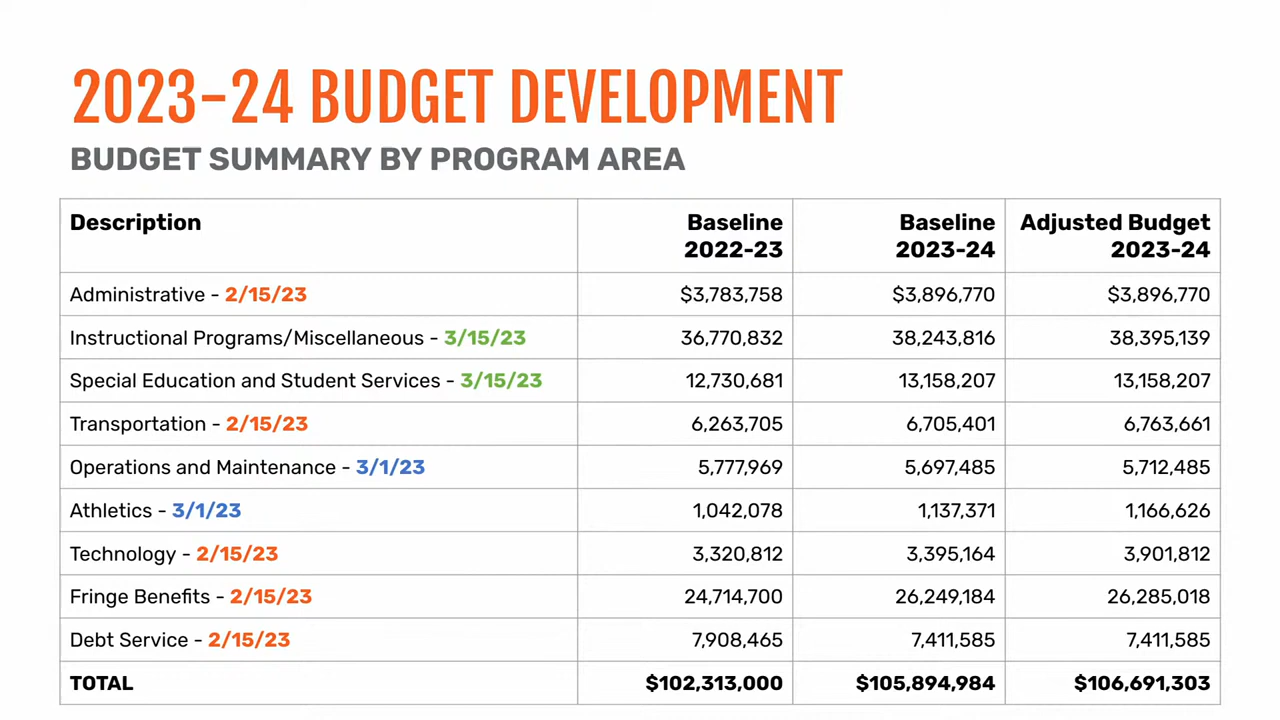 2023-24 BUDGET DEVELOPMENT
BUDGET SUMMARY BY PROGRAM AREA
Description Baseline 2022-23 Baseline 2023-24 Adjusted Budget 2023-24
Administrative - 2/15/23 $3,783,758 $3,896,770 $3,896,770
Instructional Programs/Miscellaneous - 3/15/23 36,770,832 38,243,816 38,395,139
Special Education and Student Services - 3/15/23 12,730,681 13,158,207 13,158,207
Transportation - 2/15/23 6,263,705 6,705,401 6,763,661
Operations and Maintenance - 3/1/23 5,777,969 5,697,485 5,712,485
Athletics - 3/1/23 1,042,078 1,137,371 1,166,626
Technology - 2/15/23 3,320,812 3,395,164 3,901,812
Fringe Benefits - 2/15/23 24,714,700 26,249,184 26,285,018
Debt Service - 2/15/23 7,908,465 7,411,585 7,411,585
TOTAL $102,313,000 $105,894,984 $106,691,303